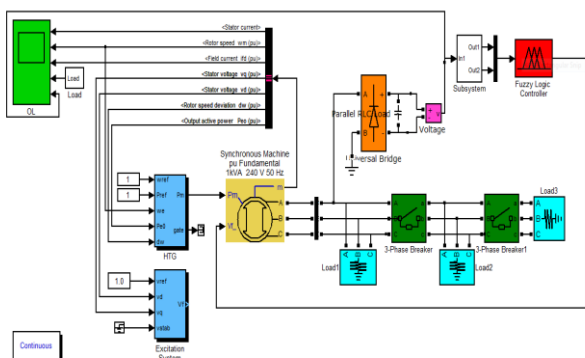 <Stator current>
<Rotor speed wm (pu)>
<Field current ifd (pu)>
<Stator voltage vq (pu)>
<Stator voltage vd (pu)>
<Rotor speed deviation dw (pu)>
<Output active power Peo (pu)>
OL
Load
Load
In1
Out1
Out2
Subsystem
Fuzzy Logic
Controller
A
B
+
-
Parallel RLC Load
ersal Bridge
+
-
v
Voltage
Synchronous Machine
pu Fundamental
1kVA 240 V 50 Hz
Pm
Vf_
m
A
B
C
1
1
wref
Pref
we
Pe0
dw
Pm
gate
HTG
A
B
C
Load1
A
B
C
a
b
c
3-Phase Breaker
A
B
C
Load2
A
B
C
a
b
c
3-Phase Breaker1
Load3
A
B
C
1.0
vref
vd
vq
vstab
Vf
Excitation
System
Continuous